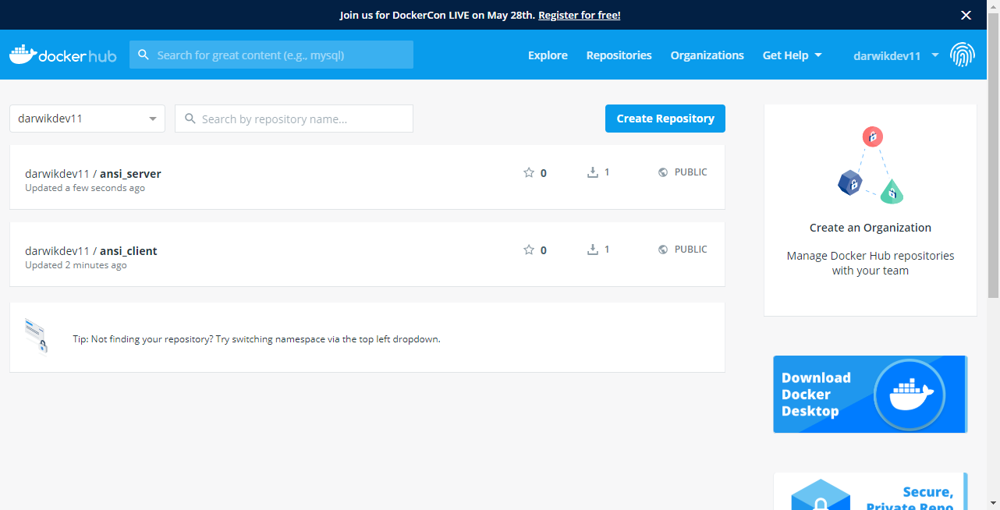 Join us for DockerCon LIVE on May 28th. Register for free!
docker hub
Search for great content (e.g., mysql)
Explore
Repositories
Organizations
Get Help
darwikdev11
darwikdev11
Search by repository name...
Create Repository
darwikdev11 / ansi_server
Updated a few seconds ago
0
1
PUBLIC
darwikdev11 / ansi_client
Updated 2 minutes ago
0
1
PUBLIC
Tip: Not finding your repository? Try switching namespace via the top left dropdown.
Create an Organization
Manage Docker Hub repositories
with your team
Download
Docker
Desktop
Secure,
Private Repo